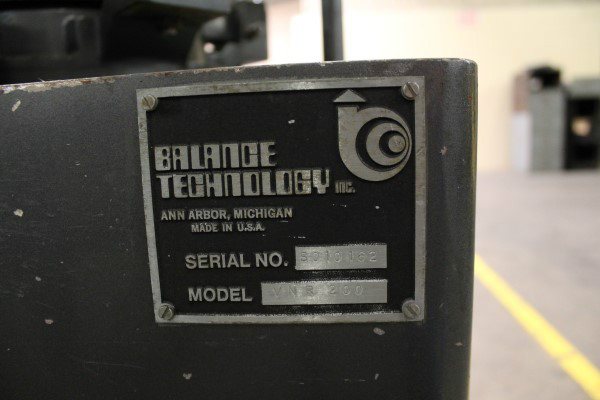 BALANCE
TECHNOLOGY INC.
ANN ARBOR, MICHIGAN
MADE IN U.S.A.
SERIAL NO.
MODEL